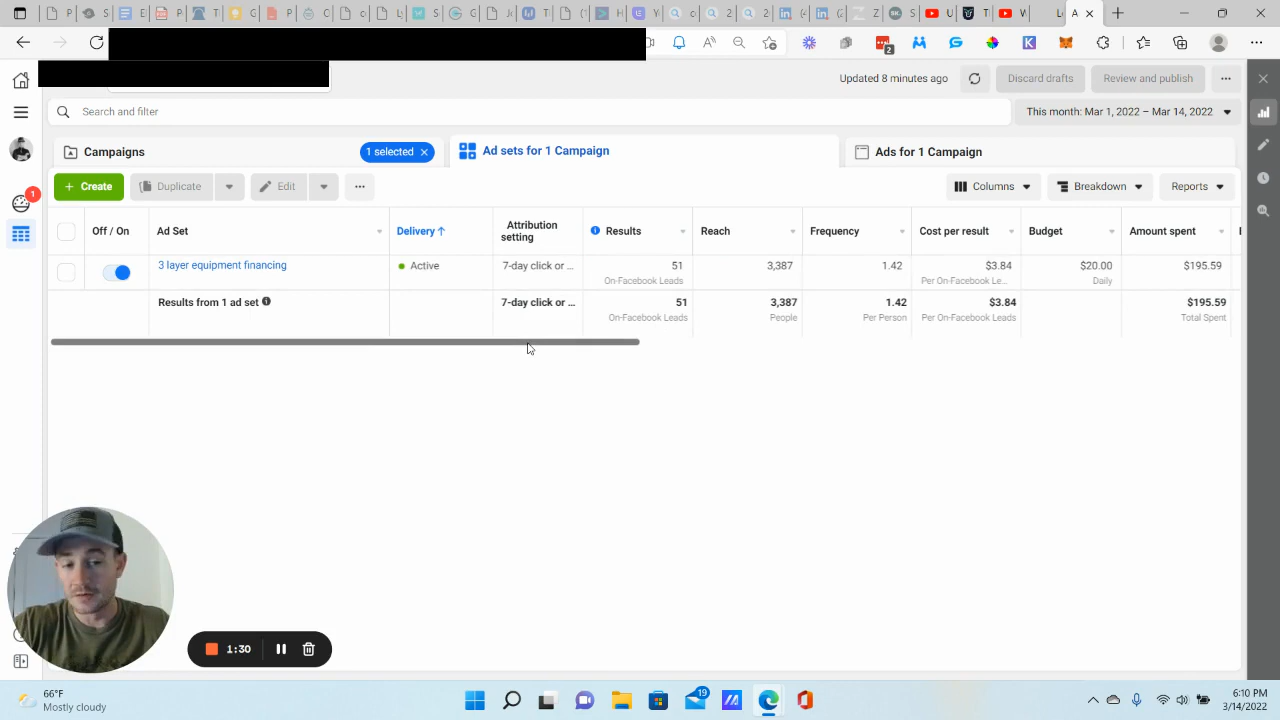 Updated 8 minutes ago
Discard drafts
Review and publish
Search and filter
This month: Mar 1, 2022 – Mar 14, 2022
Campaigns
1 selected
Ad sets for 1 Campaign
Ads for 1 Campaign
+ Create
Duplicate
Edit
Columns
Breakdown
Reports
Off / On
Ad Set
Delivery ↑
Attribution
setting
Results
Reach
Frequency
Cost per result
Budget
Amount spent
3 layer equipment financing
Active
7-day click or ...
51
On-Facebook Leads
3,387
1.42
$3.84
Per On-Facebook Le...
$20.00
Daily
$195.59
Results from 1 ad set
7-day click or ...
51
On-Facebook Leads
3,387
People
1.42
Per Person
$3.84
Per On-Facebook Leads
$195.59
Total Spent
1
2
1:30
66°F
Mostly cloudy
19
6:10 PM
3/14/2022